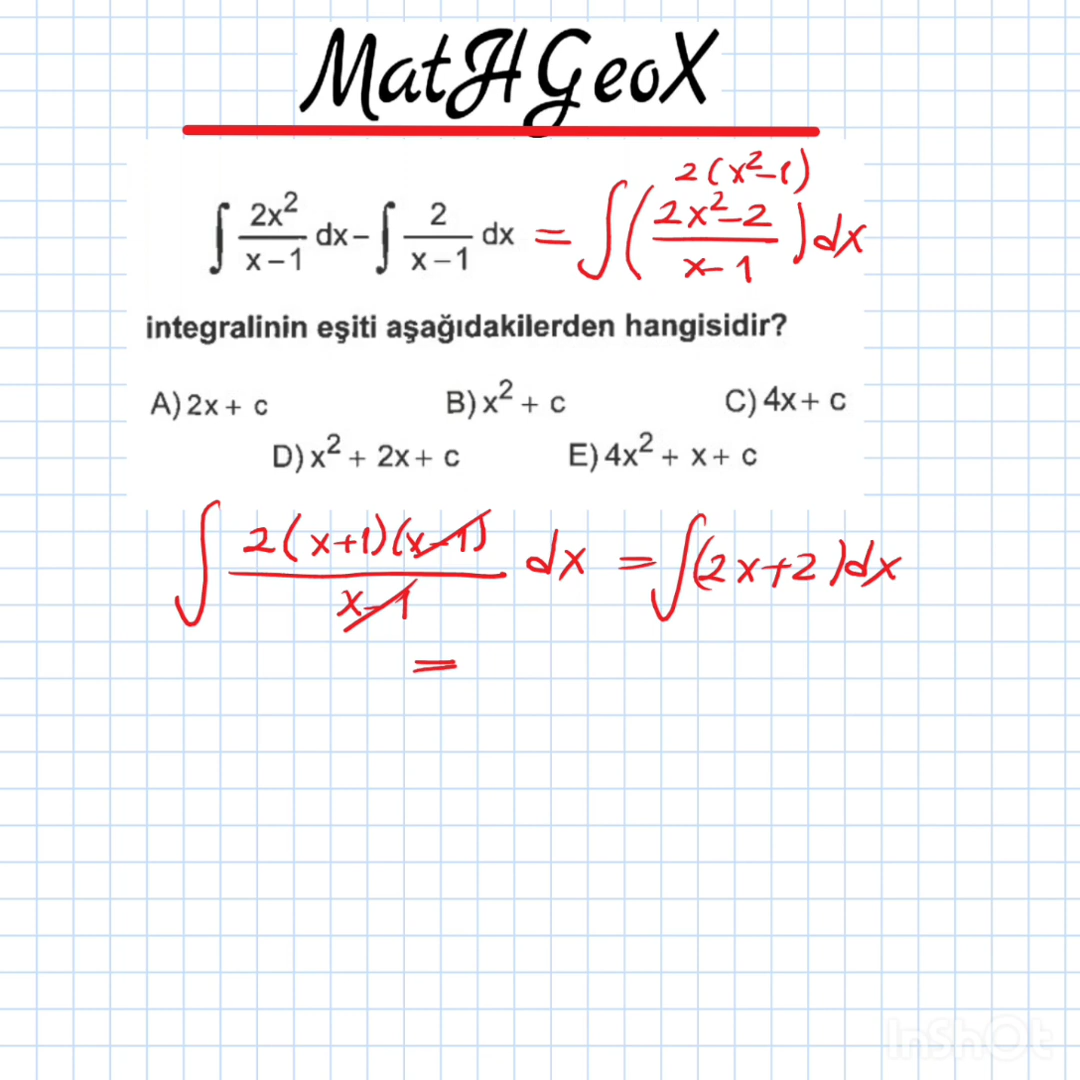 MatHGeoX
∫ 2x²/(x-1) dx - ∫ 2/(x-1) dx = ∫( (2x²-2)/(x-1) )dx
2(x²-1)
integralinin eşiti aşağıdakilerden hangisidir?
A) 2x + c B) x² + c C) 4x + c
D) x² + 2x + c E) 4x² + x + c
∫ 2(x+1)(x-1)/(x-1) dx = ∫(2x+2)dx
=
InShOt